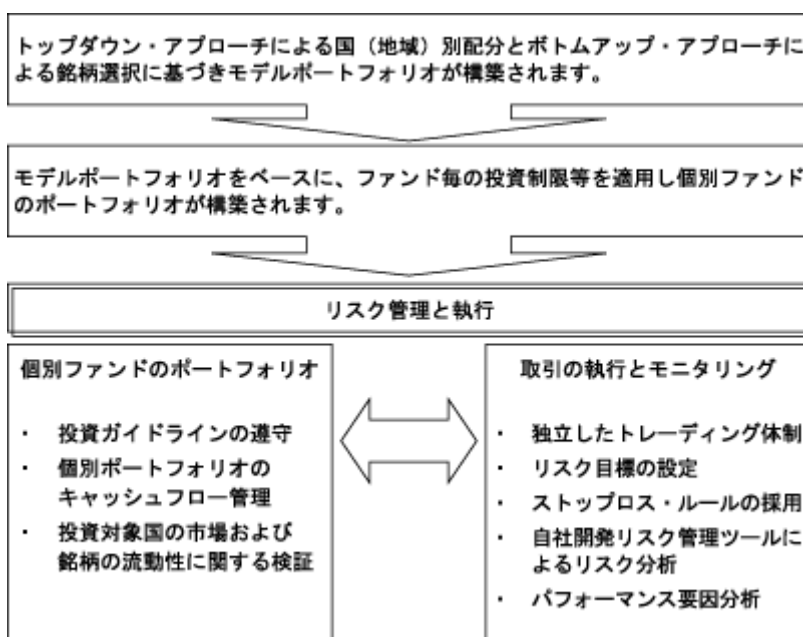 トップダウン・アプローチによる国（地域）別配分とボトムアップ・アプローチに
よる銘柄選択に基づきモデルポートフォリオが構築されます。
モデルポートフォリオをベースに、ファンド毎の投資制限等を適用し個別ファンド
のポートフォリオが構築されます。
リスク管理と執行
個別ファンドのポートフォリオ
・ 投資ガイドラインの遵守
・ 個別ポートフォリオの
キャッシュフロー管理
・ 投資対象国の市場および
銘柄の流動性に関する検証
取引の執行とモニタリング
・ 独立したトレーディング体制
・ リスク目標の設定
・ ストップロス・ルールの採用
・ 自社開発リスク管理ツールに
よるリスク分析
・ パフォーマンス要因分析